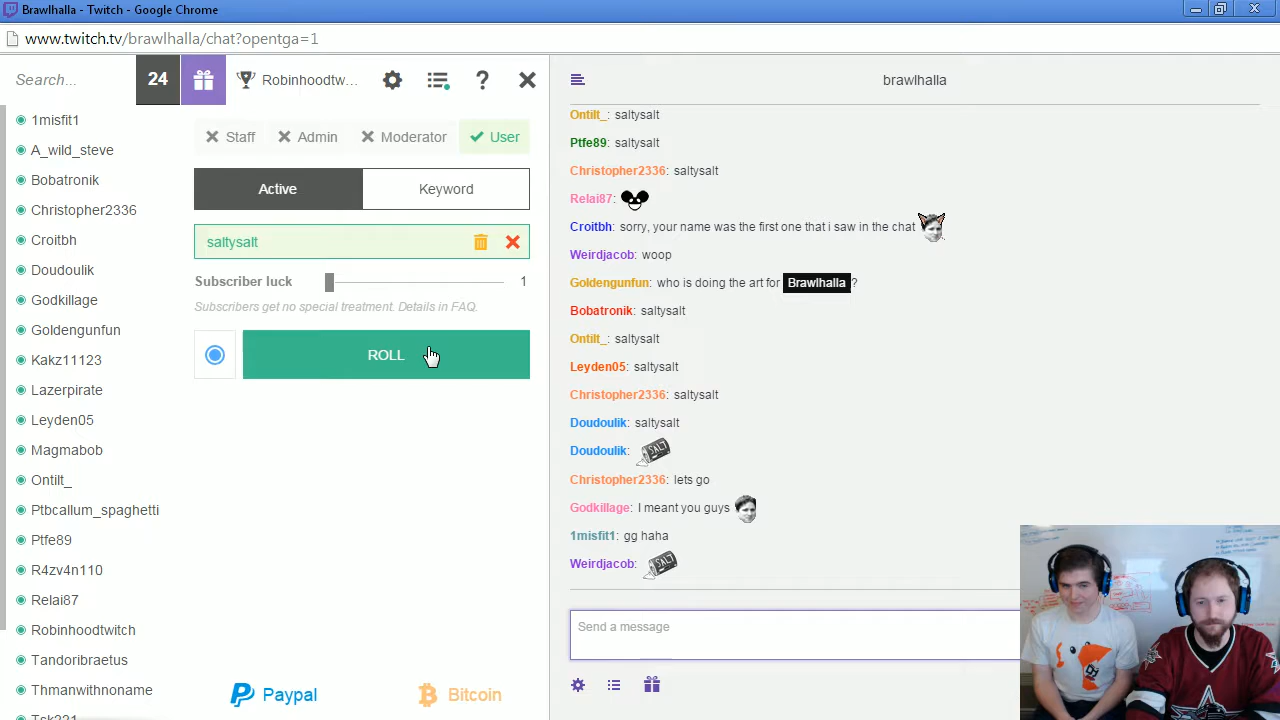 Brawlhalla - Twitch - Google Chrome
www.twitch.tv/brawlhalla/chat?opentga=1
Search...
24
Robinhoodtw...
?
1misfit1
A_wild_steve
Bobatronik
Christopher2336
Croitbh
Doudoulik
Godkillage
Goldengunfun
Kakz11123
Lazerpirate
Leyden05
Magmabob
Ontilt_
Ptbcallum_spaghetti
Ptfe89
R4zv4n110
Relai87
Robinhoodtwitch
Tandoribraetus
Thmanwithnoname
Staff Admin Moderator User
Active Keyword
saltysalt
Subscriber luck 1
Subscribers get no special treatment. Details in FAQ.
ROLL
Paypal Bitcoin
brawlhalla
Ontilt_: saltysalt
Ptfe89: saltysalt
Christopher2336: saltysalt
Relai87:
Croitbh: sorry, your name was the first one that i saw in the chat
Weirdjacob: woop
Goldengunfun: who is doing the art for Brawlhalla ?
Bobatronik: saltysalt
Ontilt_: saltysalt
Leyden05: saltysalt
Christopher2336: saltysalt
Doudoulik: saltysalt
Doudoulik: SALT
Christopher2336: lets go
Godkillage: I meant you guys
1misfit1: gg haha
Weirdjacob: SALT
Send a message